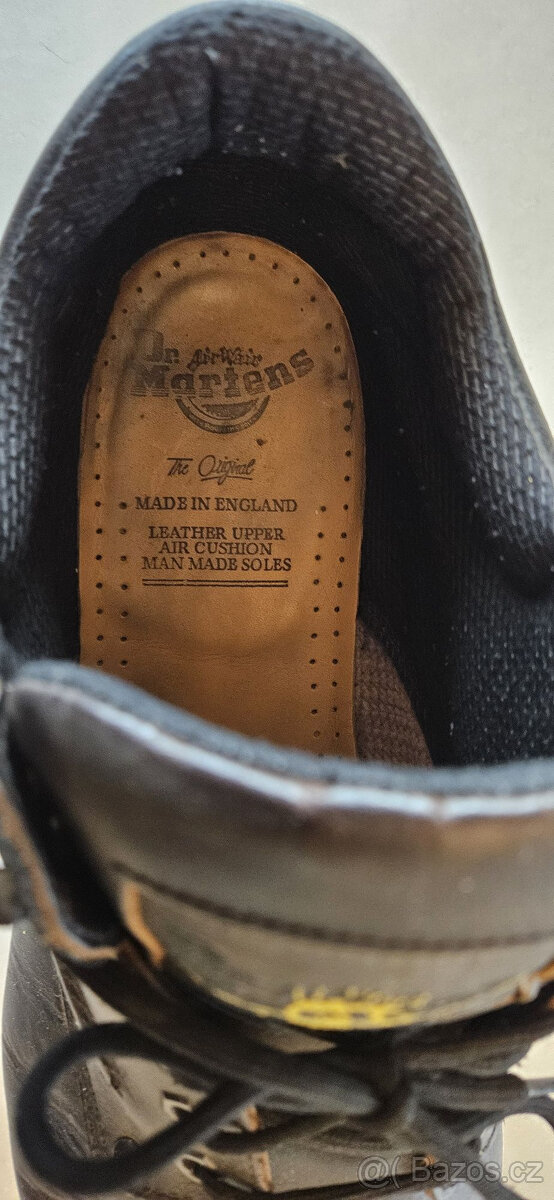 Dr. AirWair
Martens
The Original
MADE IN ENGLAND
LEATHER UPPER
AIR CUSHION
MAN MADE SOLES
@( Bazos.cz